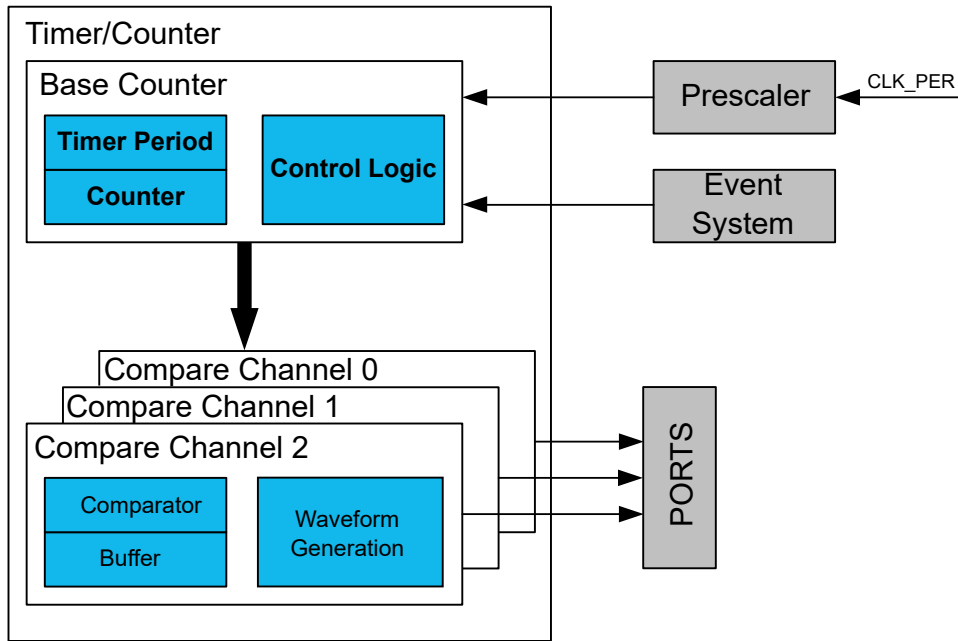 Timer/Counter
Base Counter
Timer Period
Counter
Control Logic
Prescaler
CLK_PER
Event
System
Compare Channel 0
Compare Channel 1
Compare Channel 2
Comparator
Buffer
Waveform
Generation
PORTS